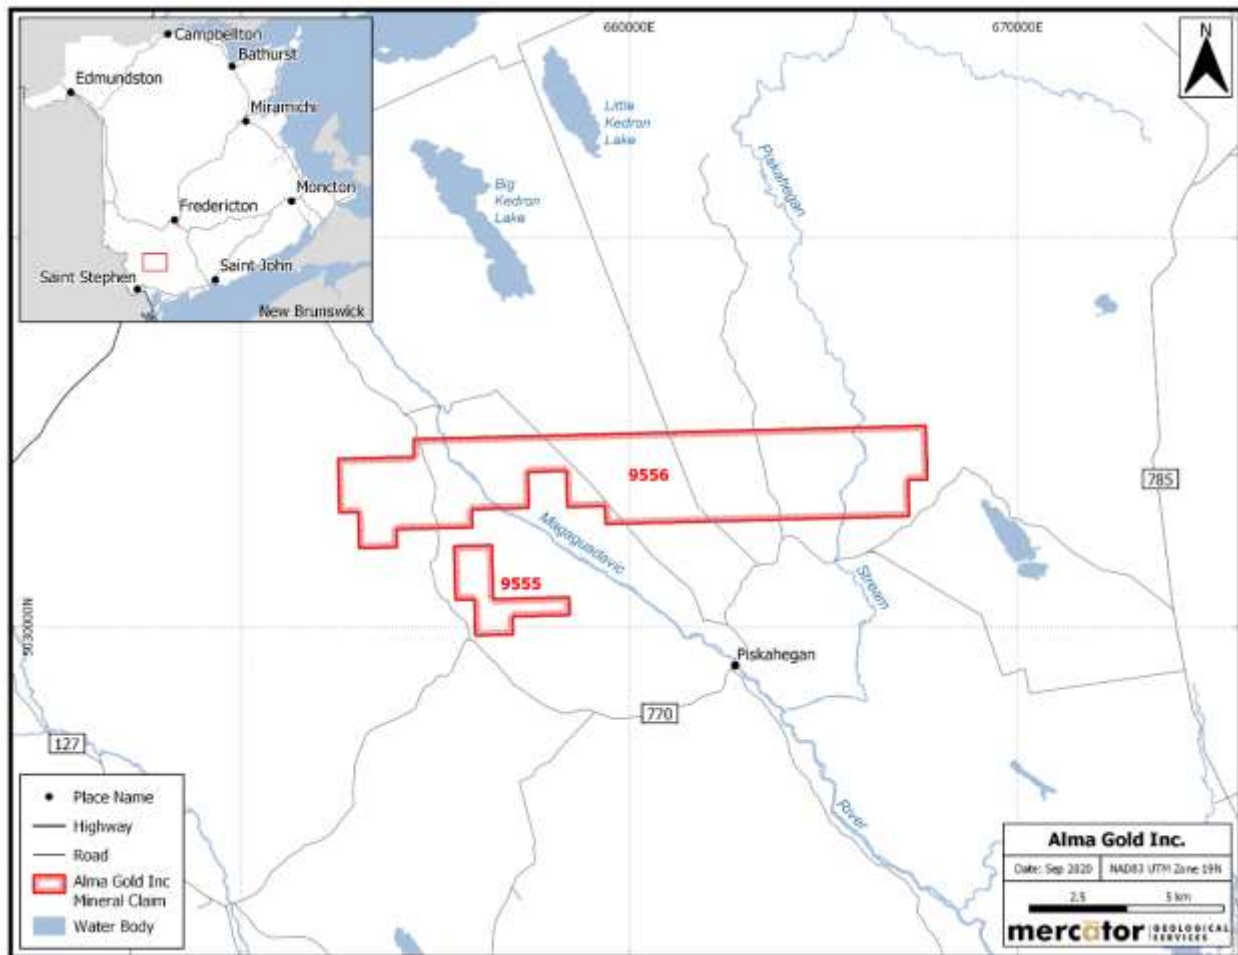 660000E
670000E
N
Campbellton
Bathurst
Edmundston
Miramichi
Moncton
Fredericton
Saint John
Saint Stephen
New Brunswick
Little
Kedron
Lake
Big
Kedron
Lake
Piskahegan
9556
785
Magaguadavic
9555
Stream
5030000N
Piskahegan
770
127
River
Place Name
Highway
Road
Alma Gold Inc
Mineral Claim
Water Body
Alma Gold Inc.
Date: Sep 2020
NAD83 UTM Zone 19N
2.5
5 km
mercator
GEOLOGICAL
SERVICES